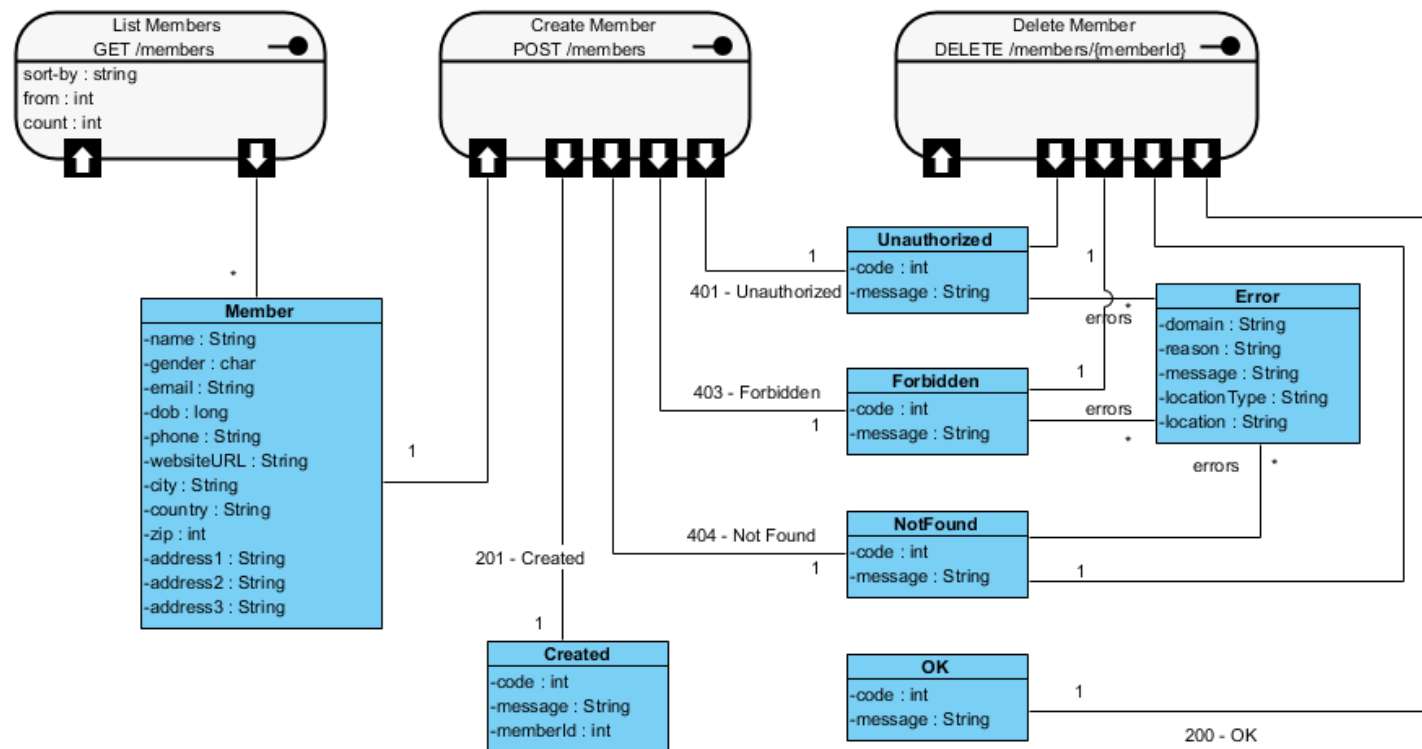 List Members
GET /members
sort-by : string
from : int
count : int
Create Member
POST /members
Delete Member
DELETE /members/{memberId}
*
Member
-name : String
-gender : char
-email : String
-dob : long
-phone : String
-websiteURL : String
-city : String
-country : String
-zip : int
-address1 : String
-address2 : String
-address3 : String
1
201 - Created
1
Created
-code : int
-message : String
-memberId : int
1
401 - Unauthorized
Unauthorized
-code : int
-message : String
1
*
errors
Error
-domain : String
-reason : String
-message : String
-locationType : String
-location : String
403 - Forbidden
1
Forbidden
-code : int
-message : String
1
errors
*
errors
*
404 - Not Found
1
NotFound
-code : int
-message : String
1
OK
-code : int
-message : String
1
200 - OK